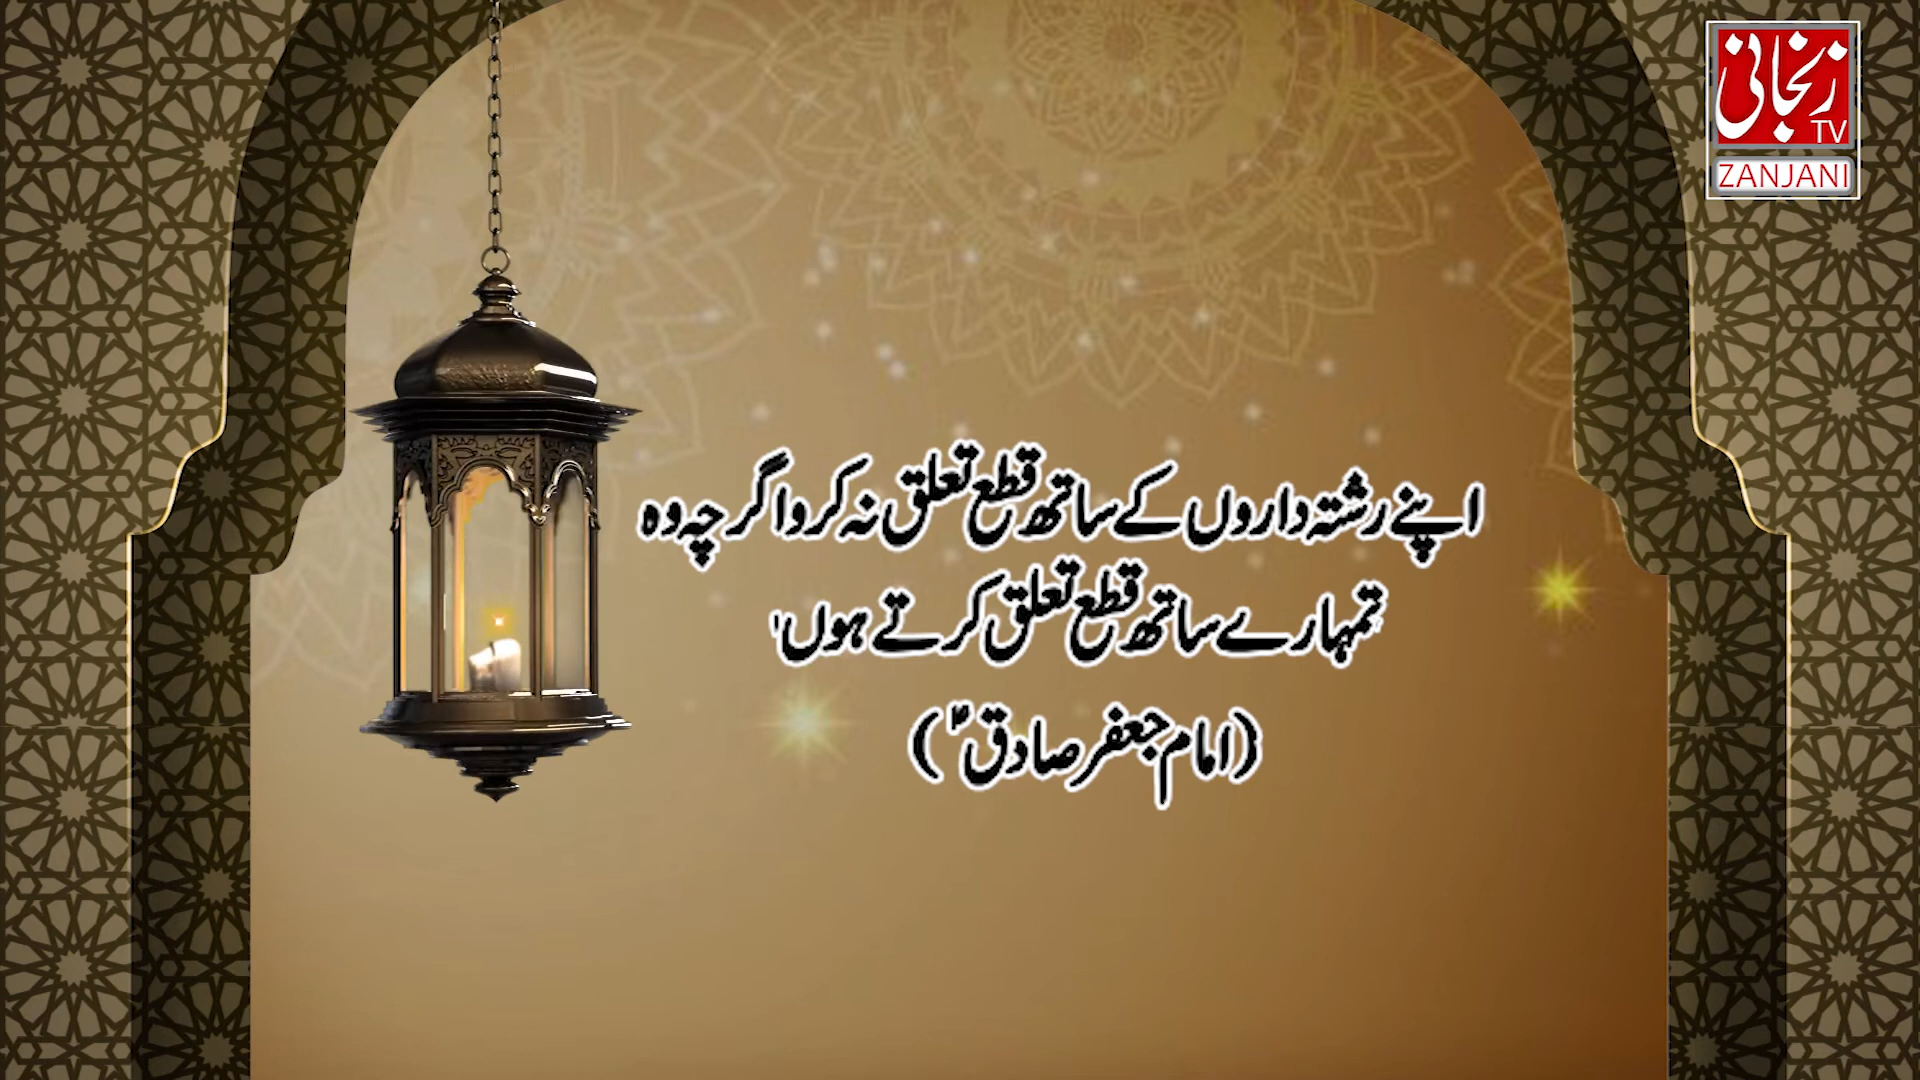 زنجانی
TV
ZANJANI
اپنے رشتہ داروں کے ساتھ قطع تعلق نہ کرو اگرچہ وہ
تمہارے ساتھ قطع تعلق کرتے ہوں'
(امام جعفر صادقؑ)